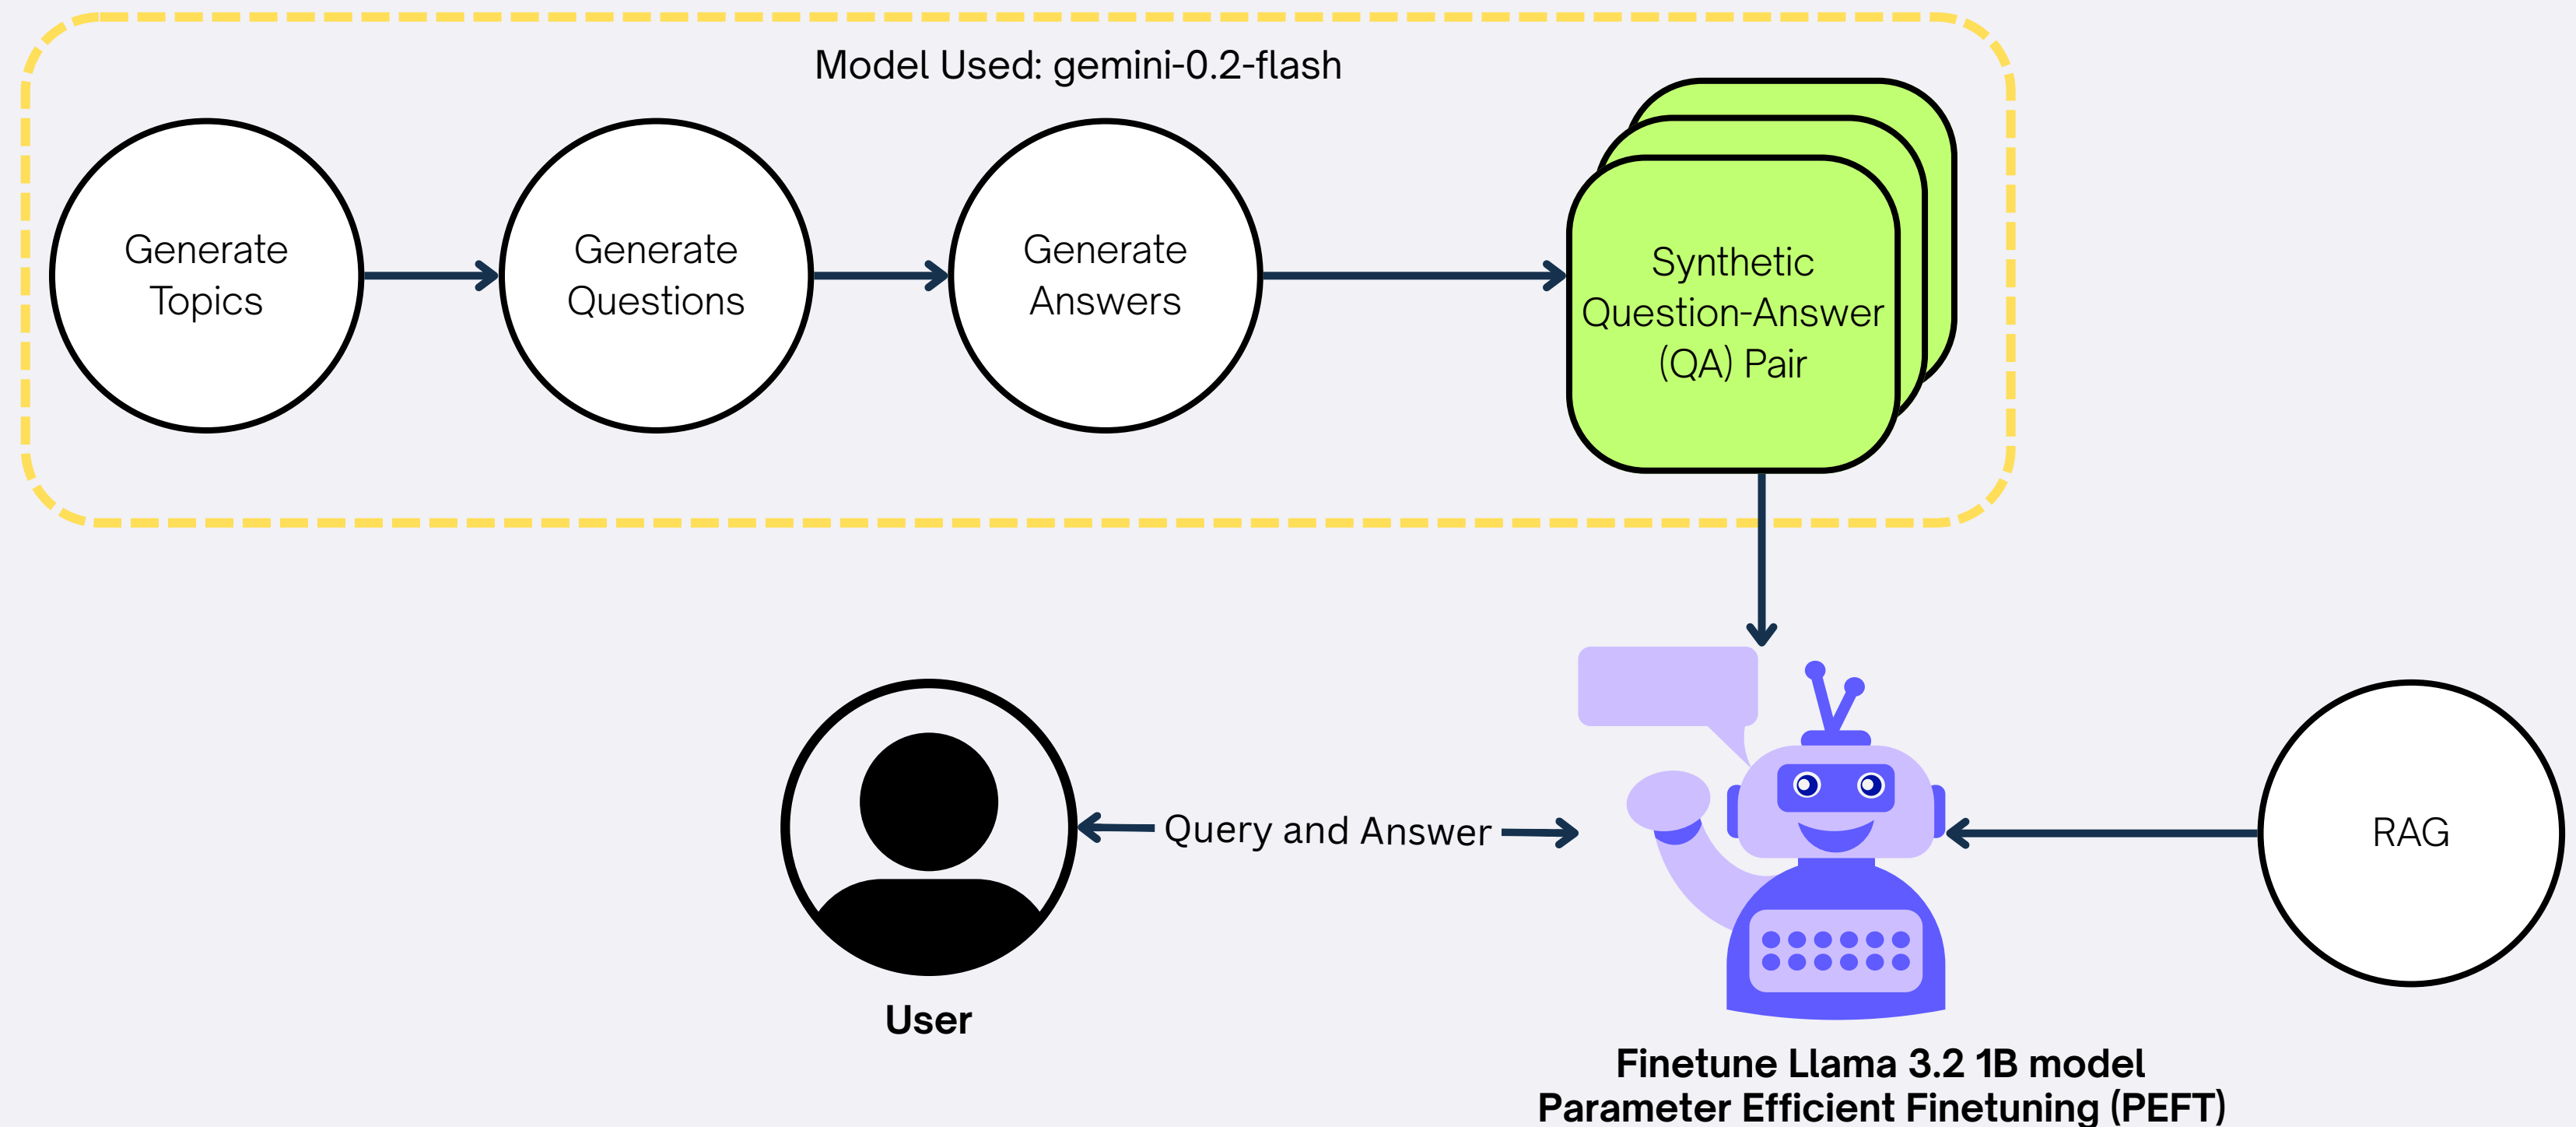 Model Used: gemini-0.2-flash
Generate
Topics
Generate
Questions
Generate
Answers
Synthetic
Question-Answer
(QA) Pair
Query and Answer
RAG
User
Finetune Llama 3.2 1B model
Parameter Efficient Finetuning (PEFT)